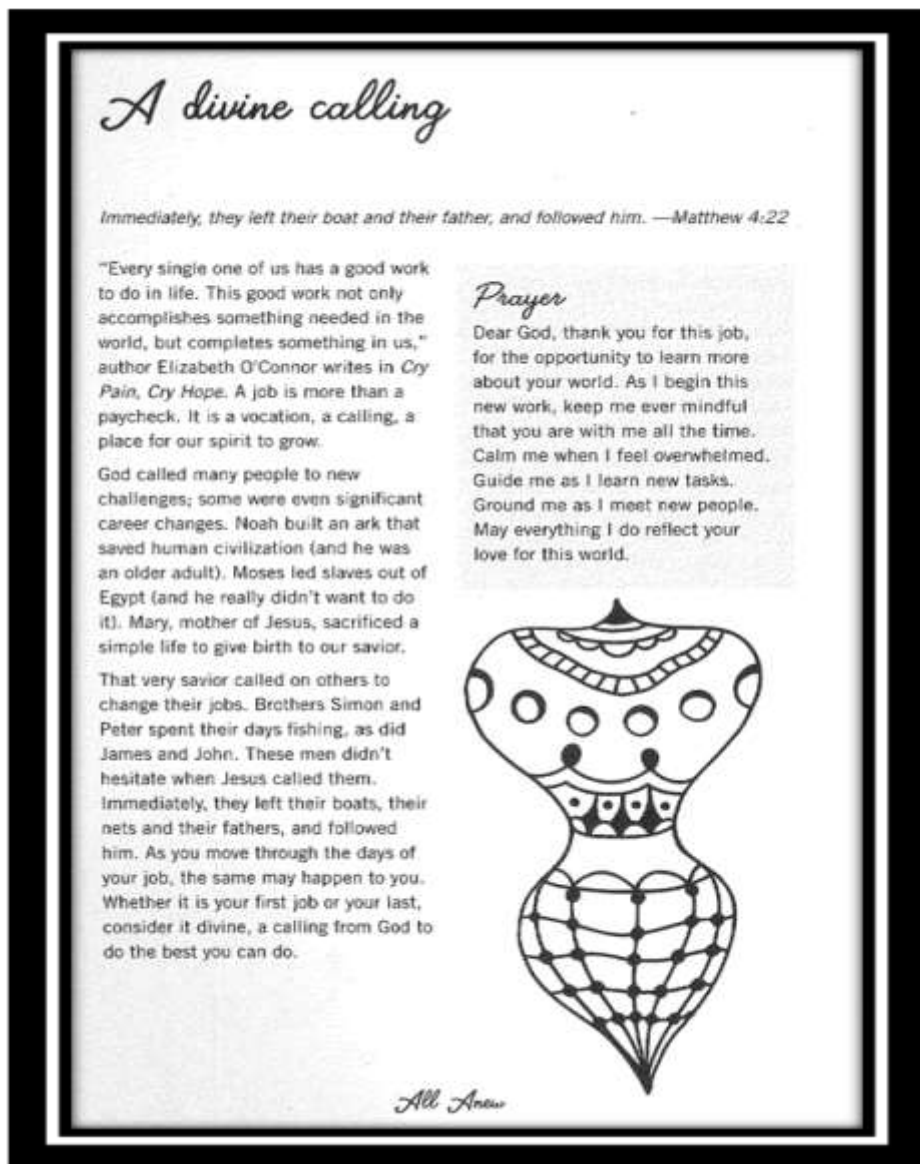 A divine calling
Immediately, they left their boat and their father, and followed him. —Matthew 4:22
"Every single one of us has a good work
to do in life. This good work not only
accomplishes something needed in the
world, but completes something in us,"
author Elizabeth O'Connor writes in Cry
Pain, Cry Hope. A job is more than a
paycheck. It is a vocation, a calling, a
place for our spirit to grow.
God called many people to new
challenges; some were even significant
career changes. Noah built an ark that
saved human civilization (and he was
an older adult). Moses led slaves out of
Egypt (and he really didn't want to do
it). Mary, mother of Jesus, sacrificed a
simple life to give birth to our savior.
That very savior called on others to
change their jobs. Brothers Simon and
Peter spent their days fishing, as did
James and John. These men didn't
hesitate when Jesus called them.
Immediately, they left their boats, their
nets and their fathers, and followed
him. As you move through the days of
your job, the same may happen to you.
Whether it is your first job or your last,
consider it divine, a calling from God to
do the best you can do.
Prayer
Dear God, thank you for this job,
for the opportunity to learn more
about your world. As I begin this
new work, keep me ever mindful
that you are with me all the time.
Calm me when I feel overwhelmed.
Guide me as I learn new tasks.
Ground me as I meet new people.
May everything I do reflect your
love for this world.
All Anew